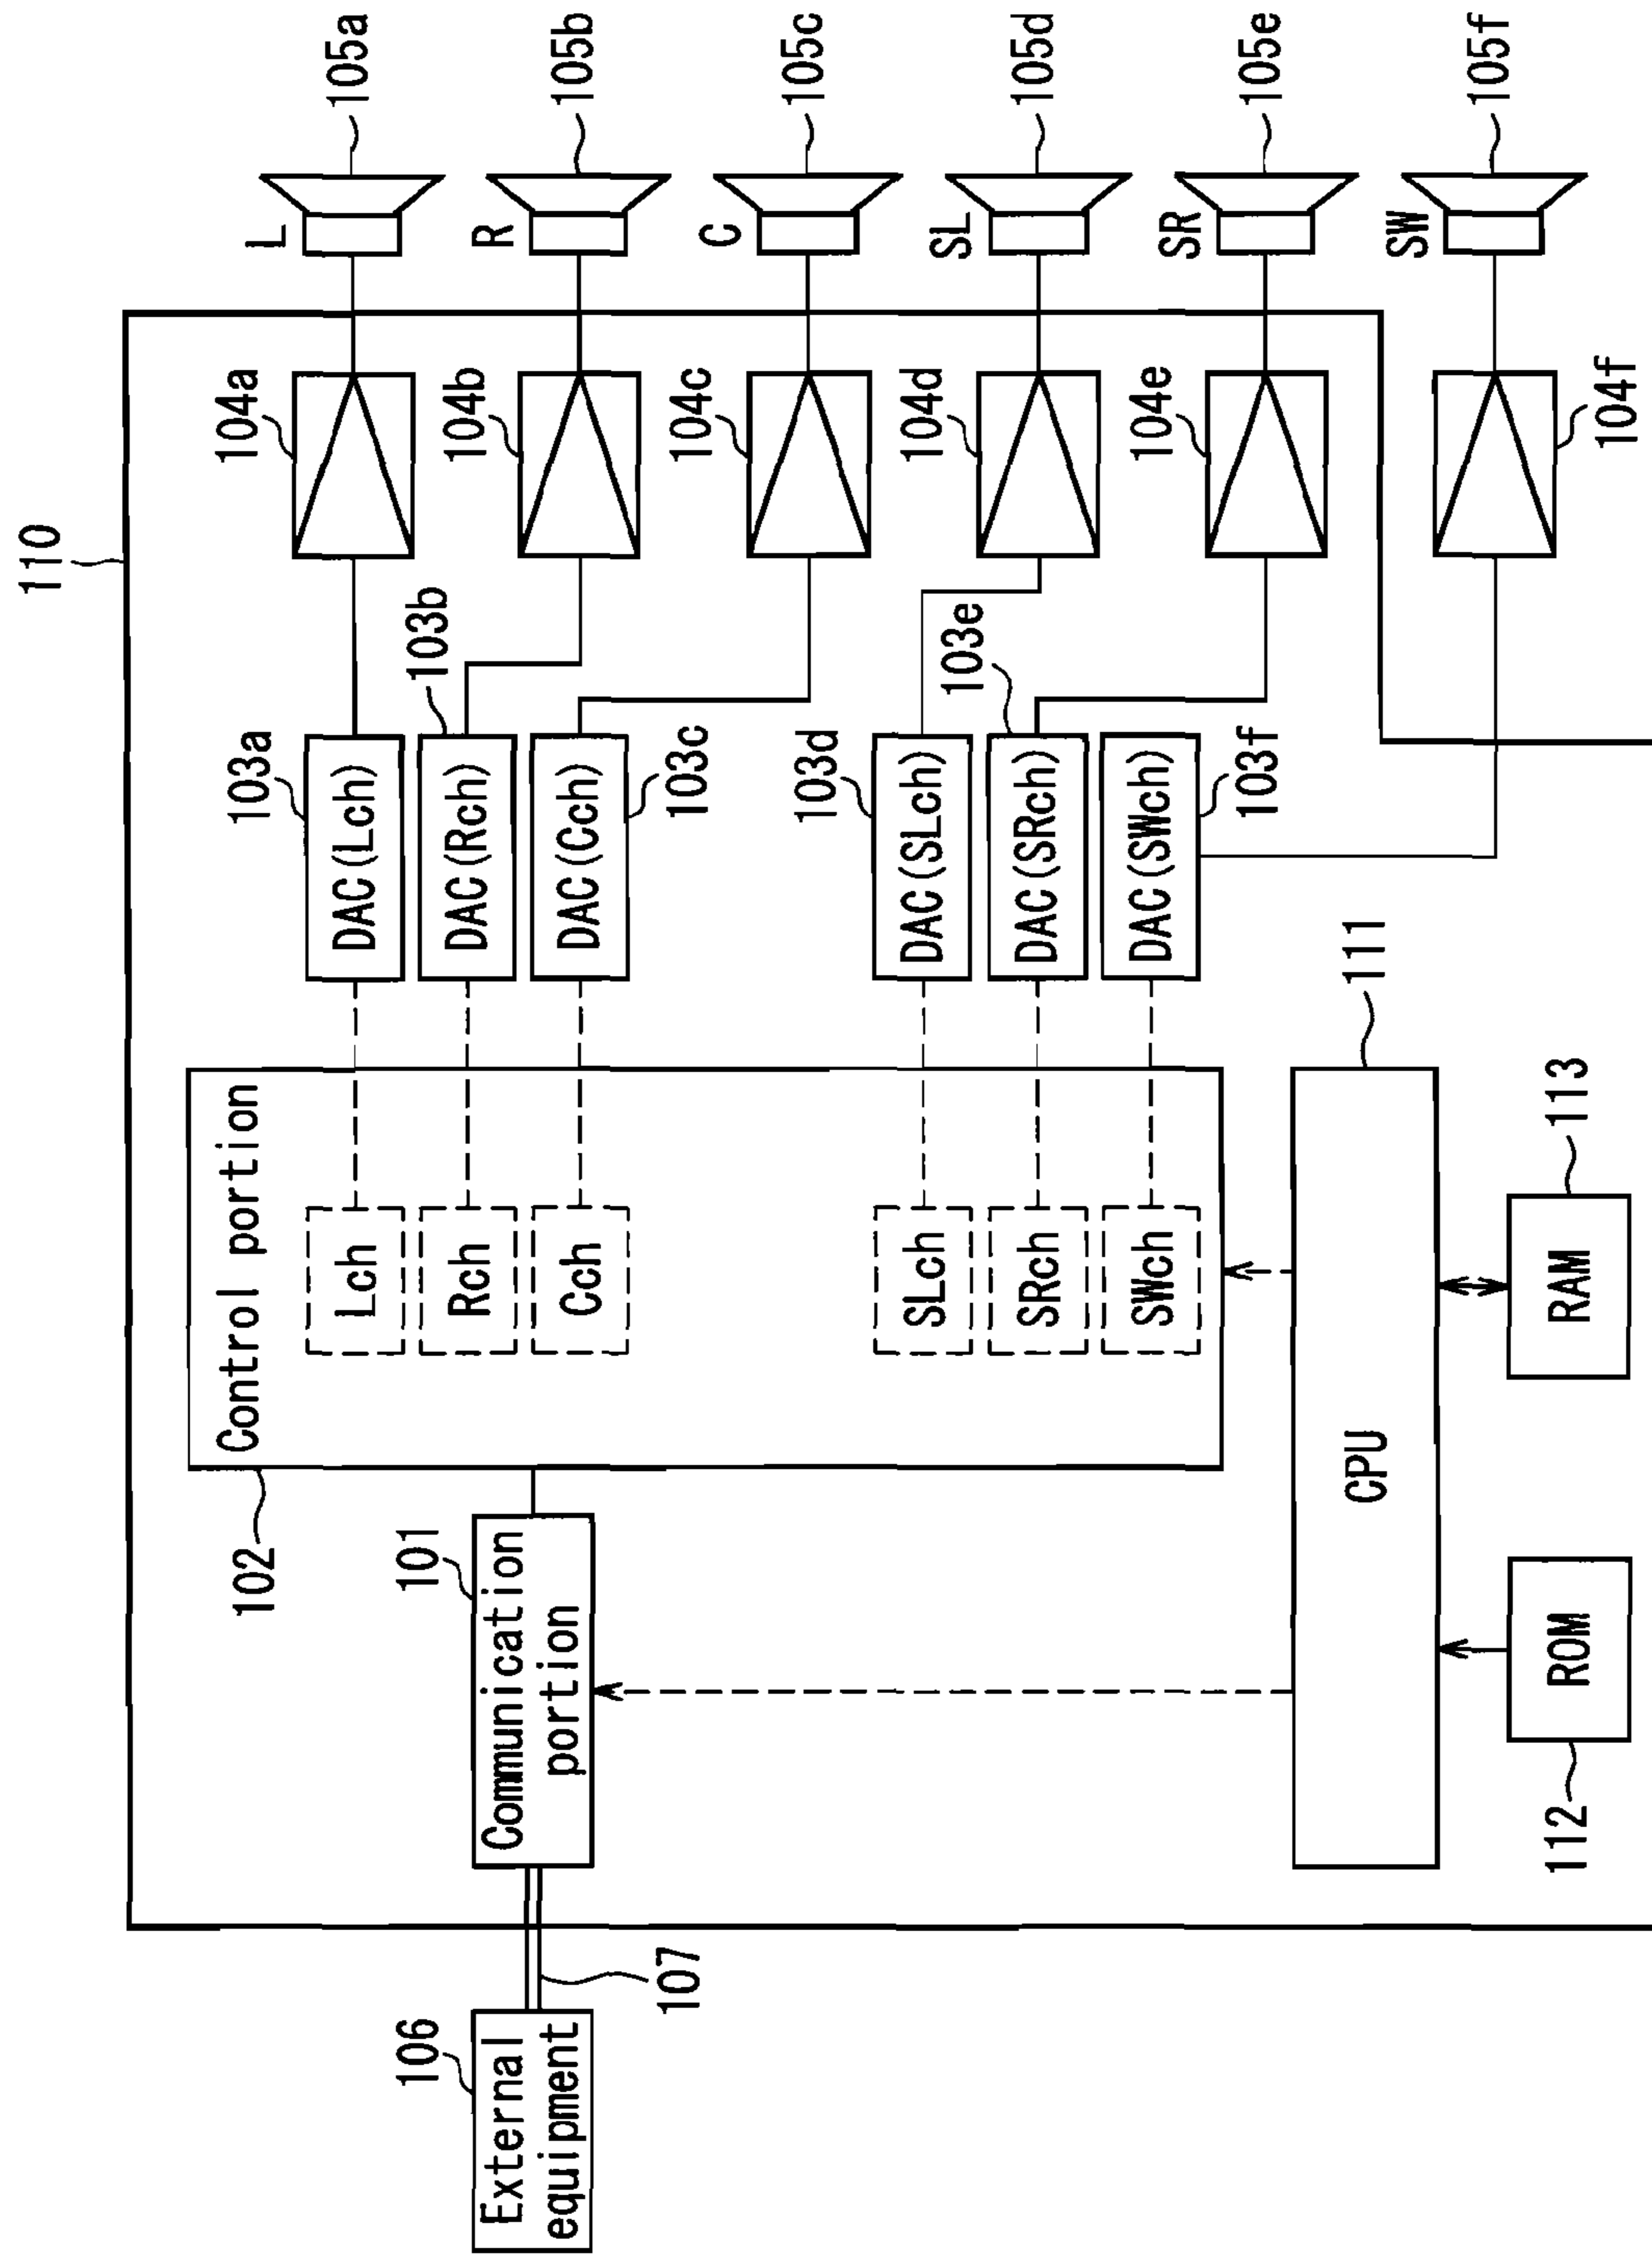 110
104a
L
105a
104b
R
105b
104c
C
105c
104d
SL
105d
104e
SR
105e
104f
SW
105f
103a
DAC(Lch)
103b
DAC(Rch)
DAC(Cch)
103c
103d
DAC(SLch)
103e
DAC(SRch)
DAC(SWch)
103f
Control portion
Lch
Rch
Cch
SLch
SRch
SWch
102
101
Communication
portion
106
External
equipment
107
111
CPU
ROM
112
RAM
113